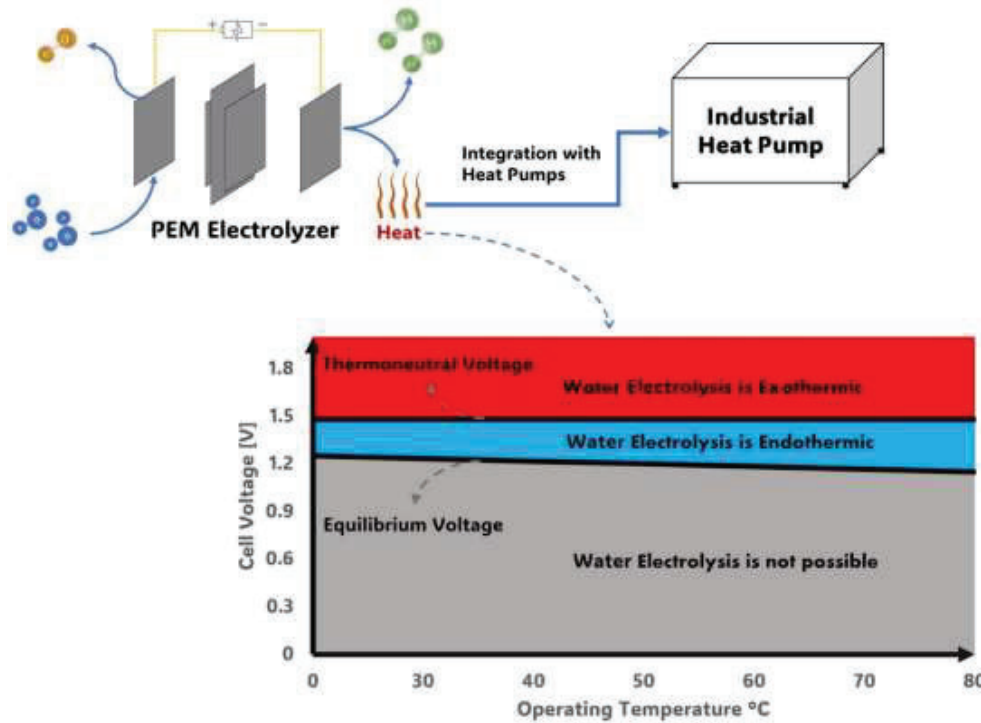 + −
Integration with
Heat Pumps
Industrial
Heat Pump
PEM Electrolyzer
Heat
Thermoneutral Voltage
Water Electrolysis is Exothermic
Water Electrolysis is Endothermic
Equilibrium Voltage
Water Electrolysis is not possible
Cell Voltage [V]
1.8
1.5
1.2
0.9
0.6
0.3
0
0 30 40 50 60 70 80
Operating Temperature ºC